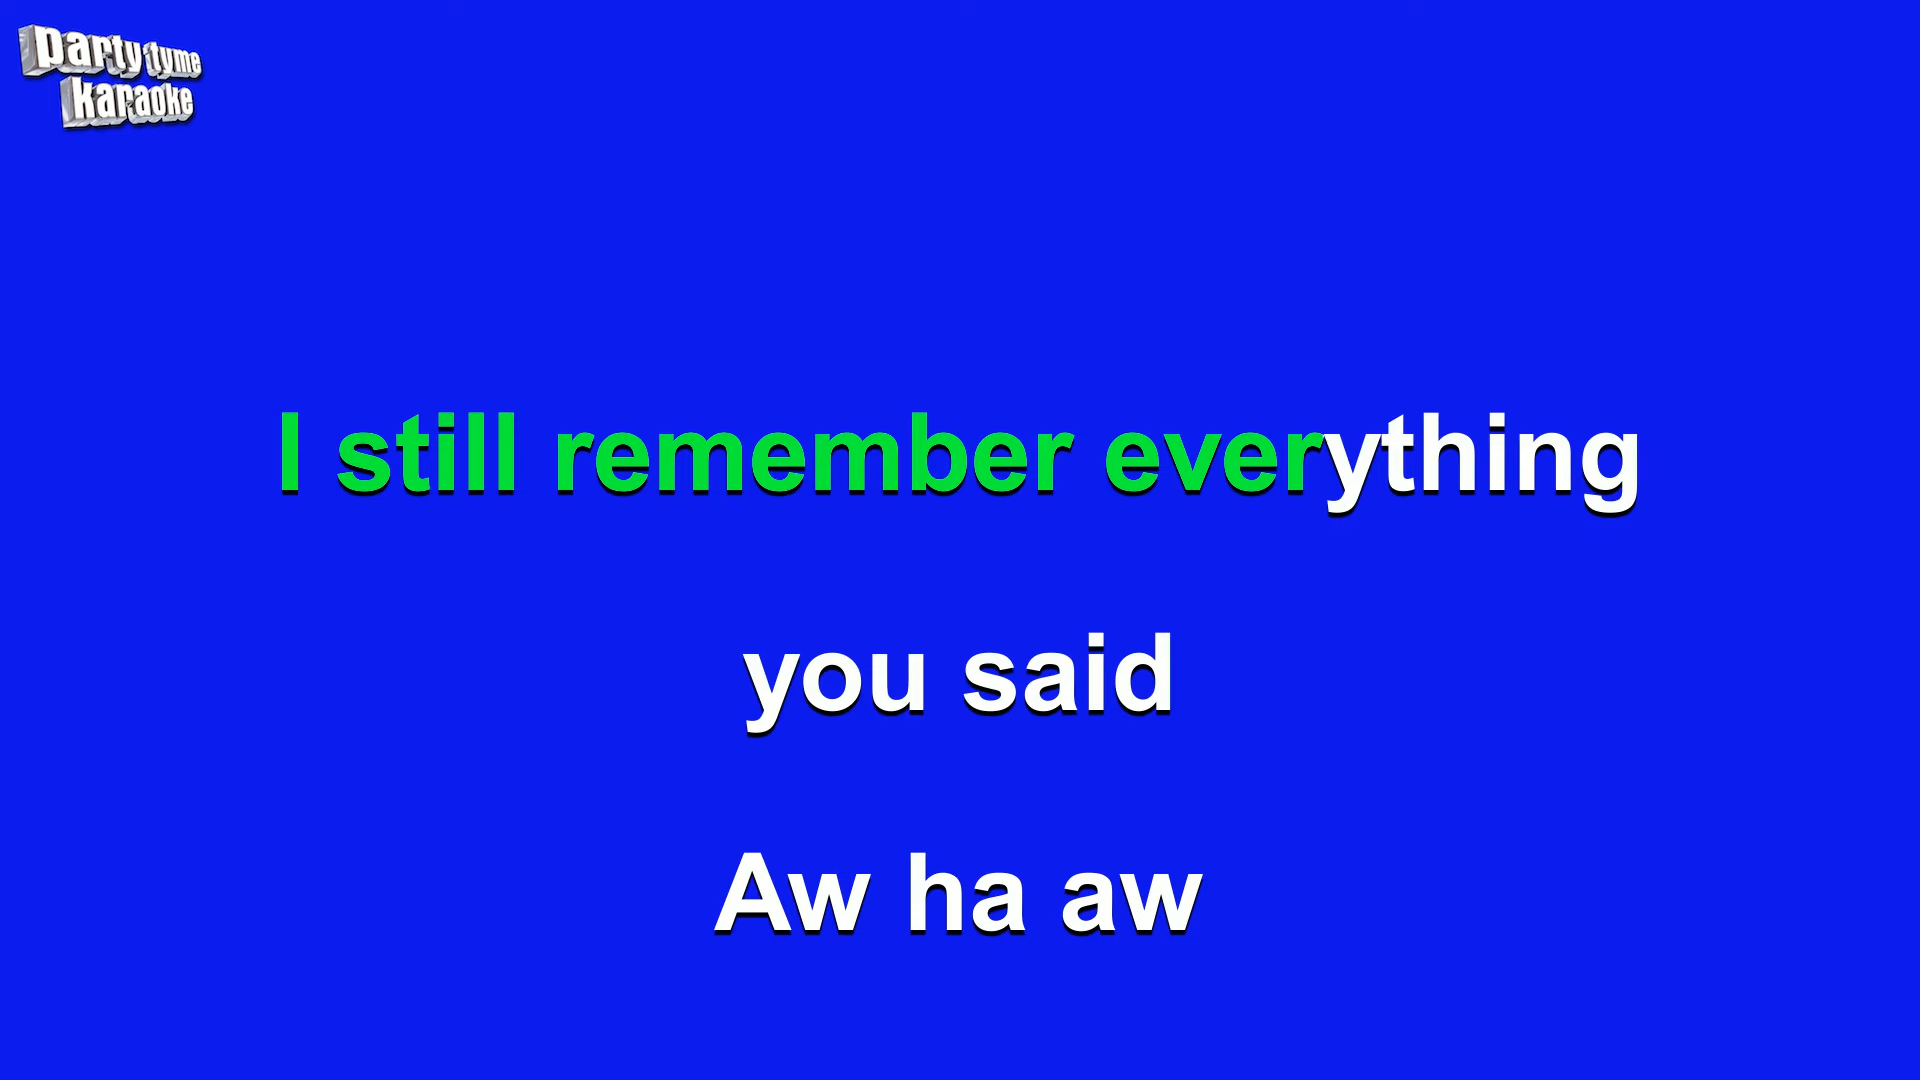 party tyme
karaoke
I still remember everything
you said
Aw ha aw